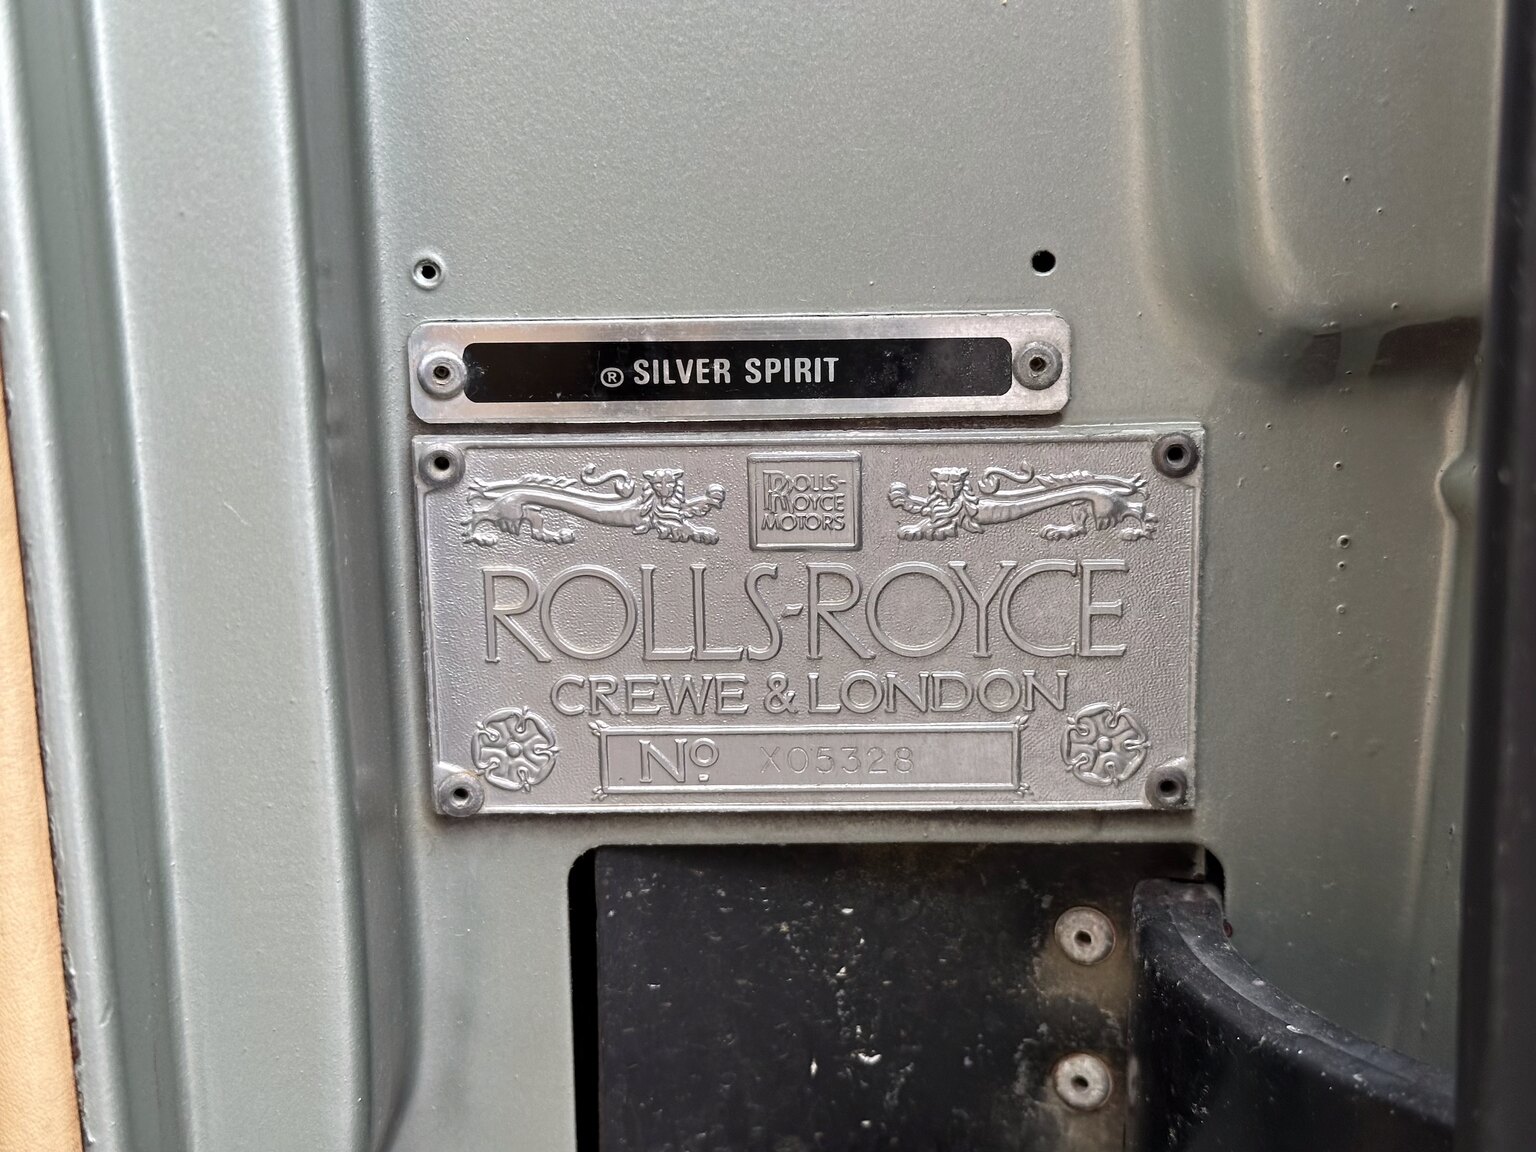 ® SILVER SPIRIT
ROLLS-
ROYCE
MOTORS
ROLLS-ROYCE
CREWE & LONDON
Nº X05328